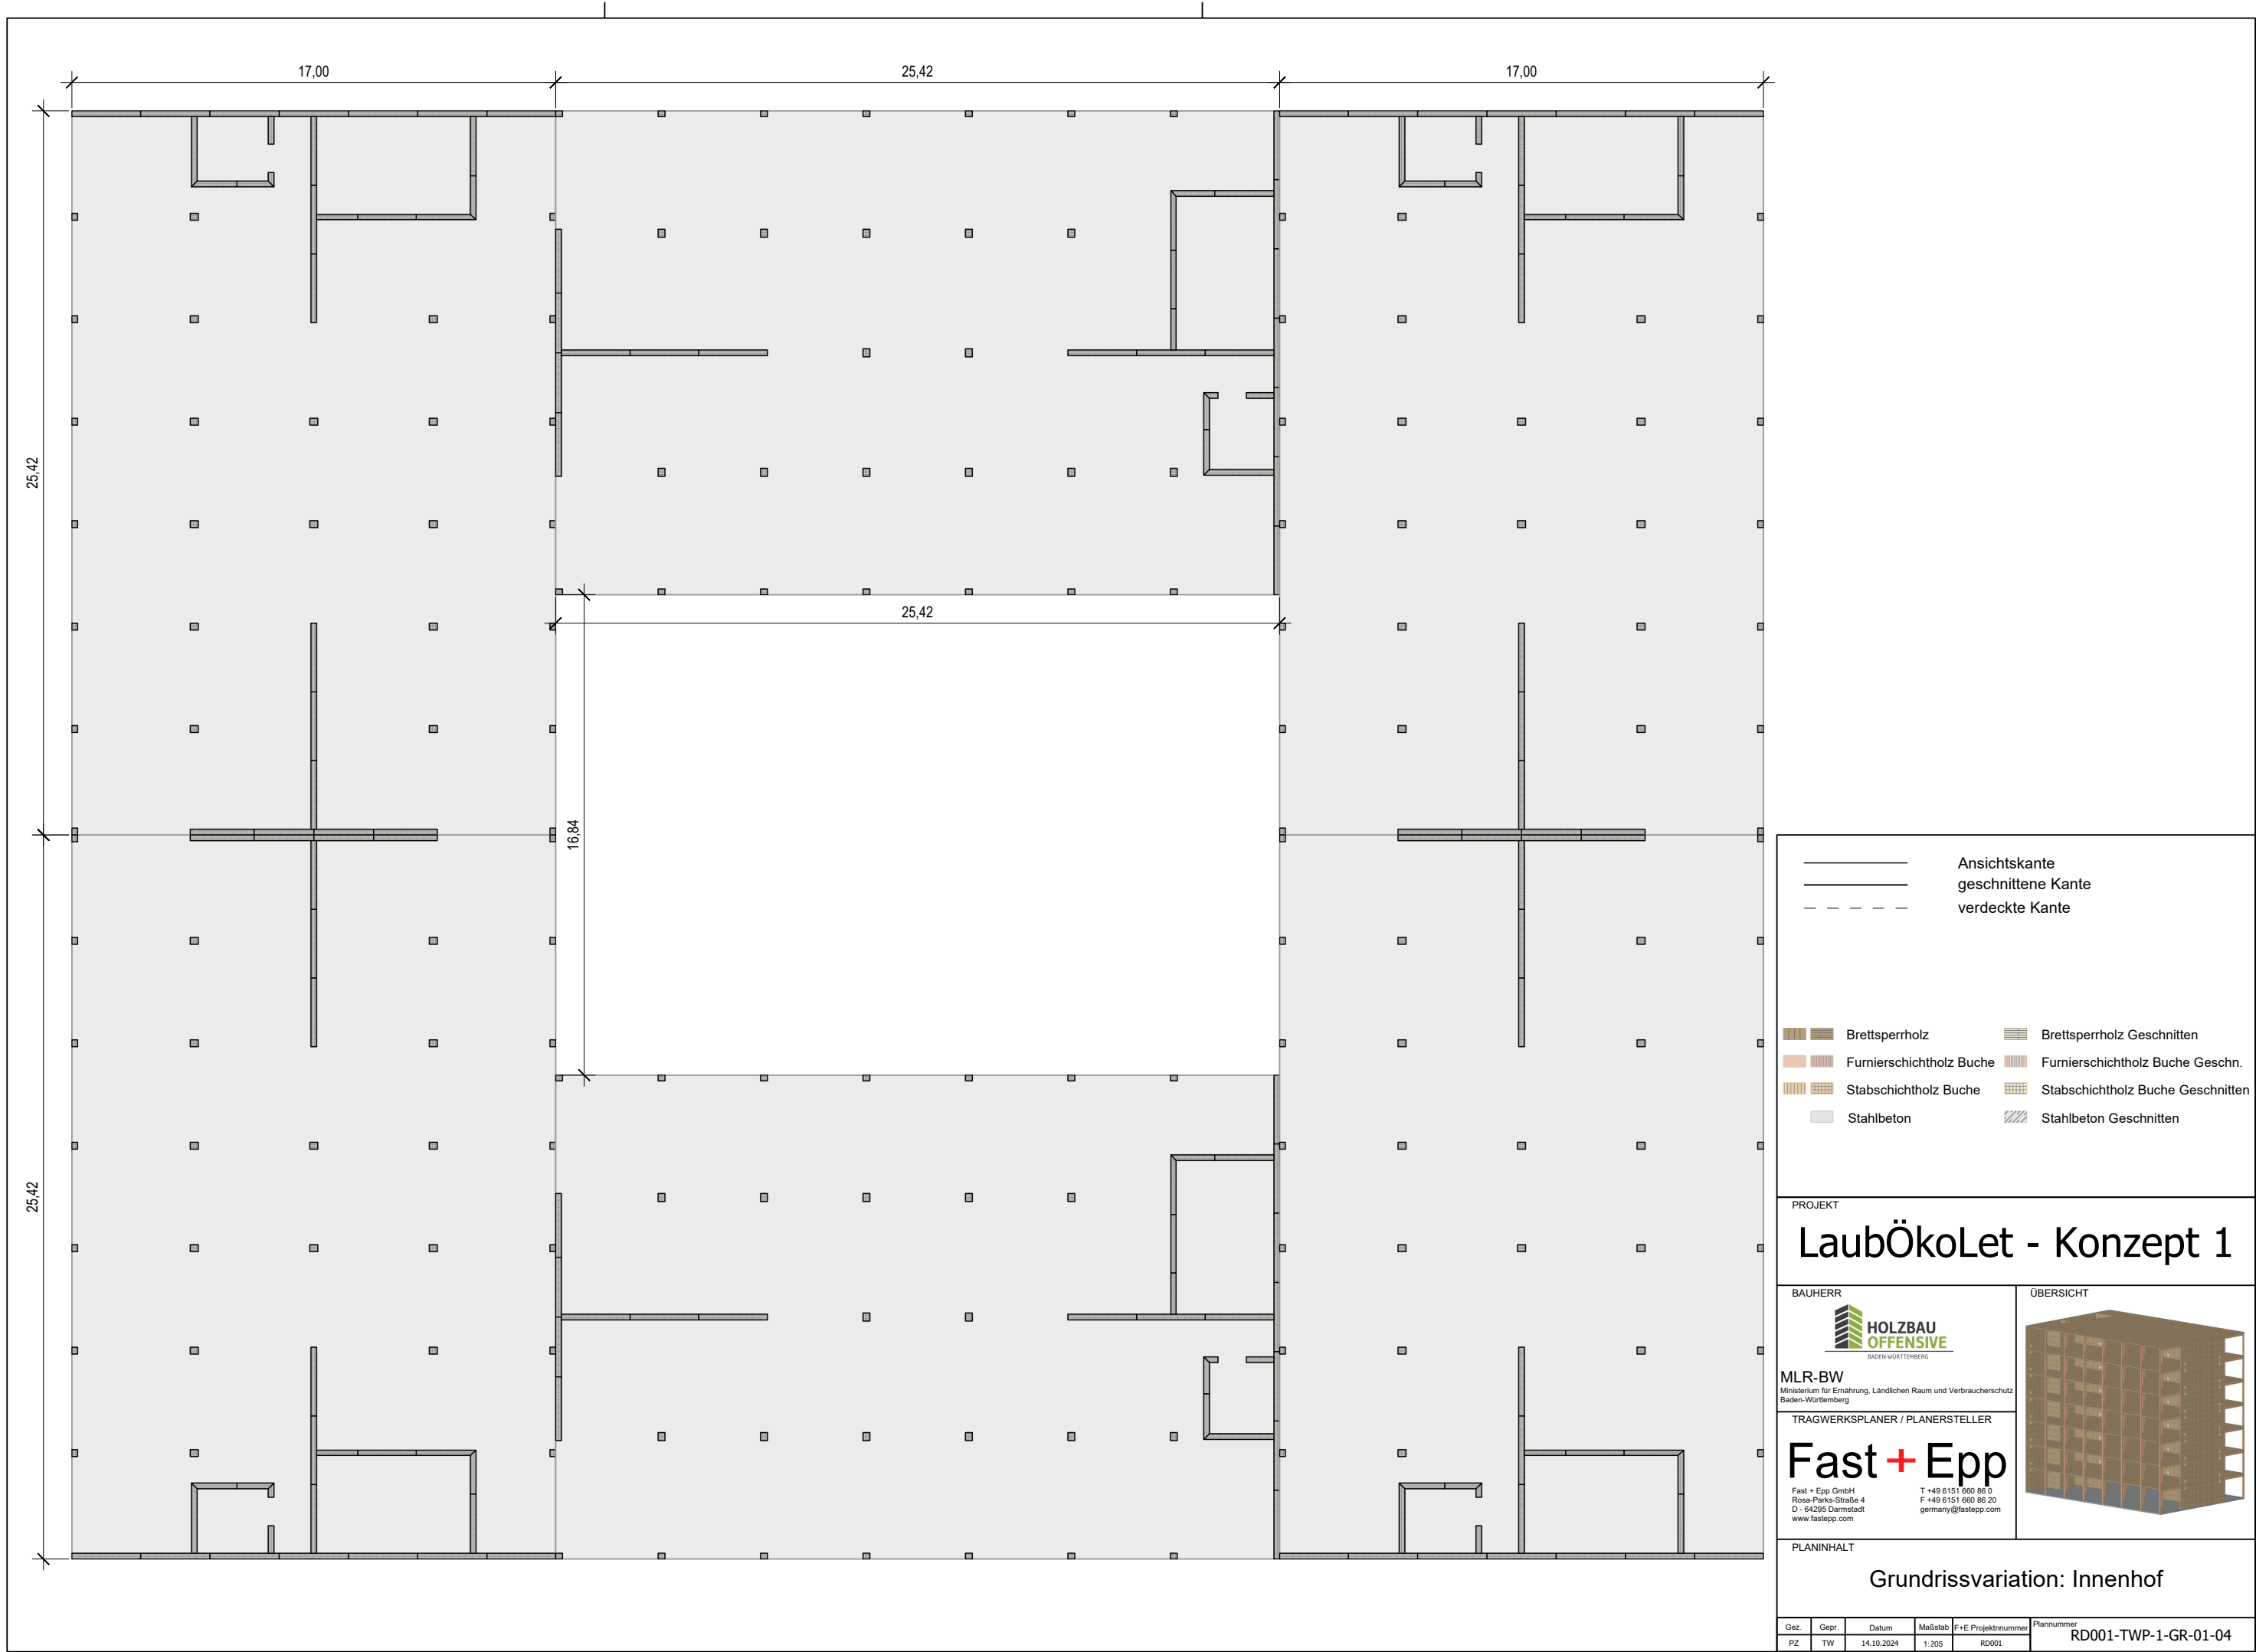 17,00
25,42
17,00
25,42
25,42
16,84
25,42
Ansichtskante
geschnittene Kante
verdeckte Kante
Brettsperrholz
Brettsperrholz Geschnitten
Furnierschichtholz Buche
Furnierschichtholz Buche Geschn.
Stabschichtholz Buche
Stabschichtholz Buche Geschnitten
Stahlbeton
Stahlbeton Geschnitten
PROJEKT
LaubÖkoLet - Konzept 1
BAUHERR
HOLZBAU
OFFENSIVE
BADEN-WÜRTTEMBERG
MLR-BW
Ministerium für Ernährung, Ländlichen Raum und Verbraucherschutz
Baden-Württemberg
ÜBERSICHT
TRAGWERKSPLANER / PLANERSTELLER
Fast + Epp
Fast + Epp GmbH
Rosa-Parks-Straße 4
D - 64295 Darmstadt
www.fastepp.com
T +49 6151 660 86 0
F +49 6151 660 86 20
germany@fastepp.com
PLANINHALT
Grundrissvariation: Innenhof
Gez. Gepr. Datum Maßstab F+E Projektnnummer Plannummer
PZ TW 14.10.2024 1:205 RD001 RD001-TWP-1-GR-01-04